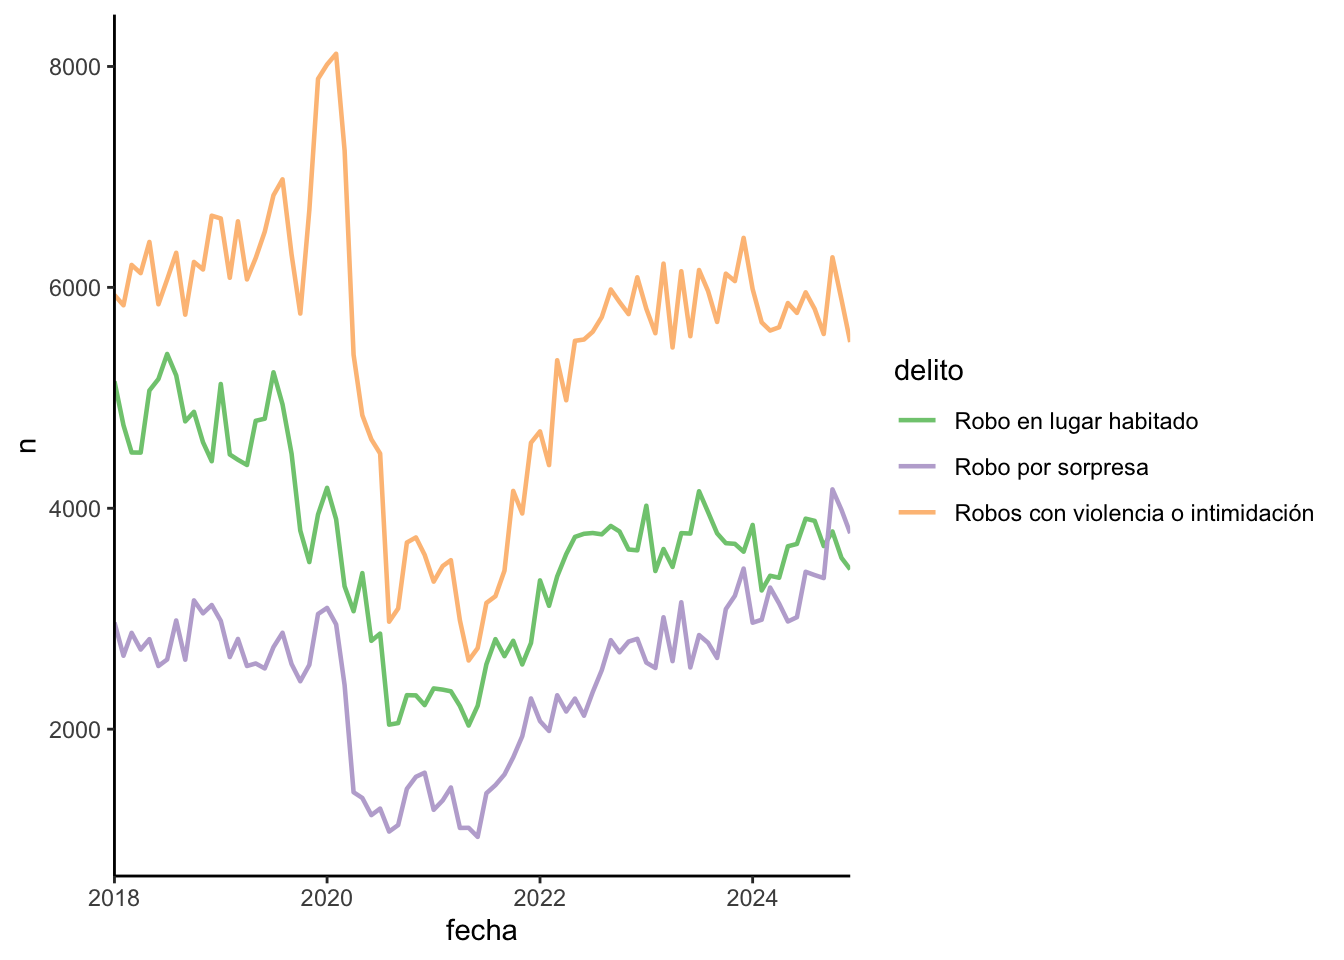 8000
6000
4000
2000
n
2018
2020
2022
2024
fecha
delito
Robo en lugar habitado
Robo por sorpresa
Robos con violencia o intimidación